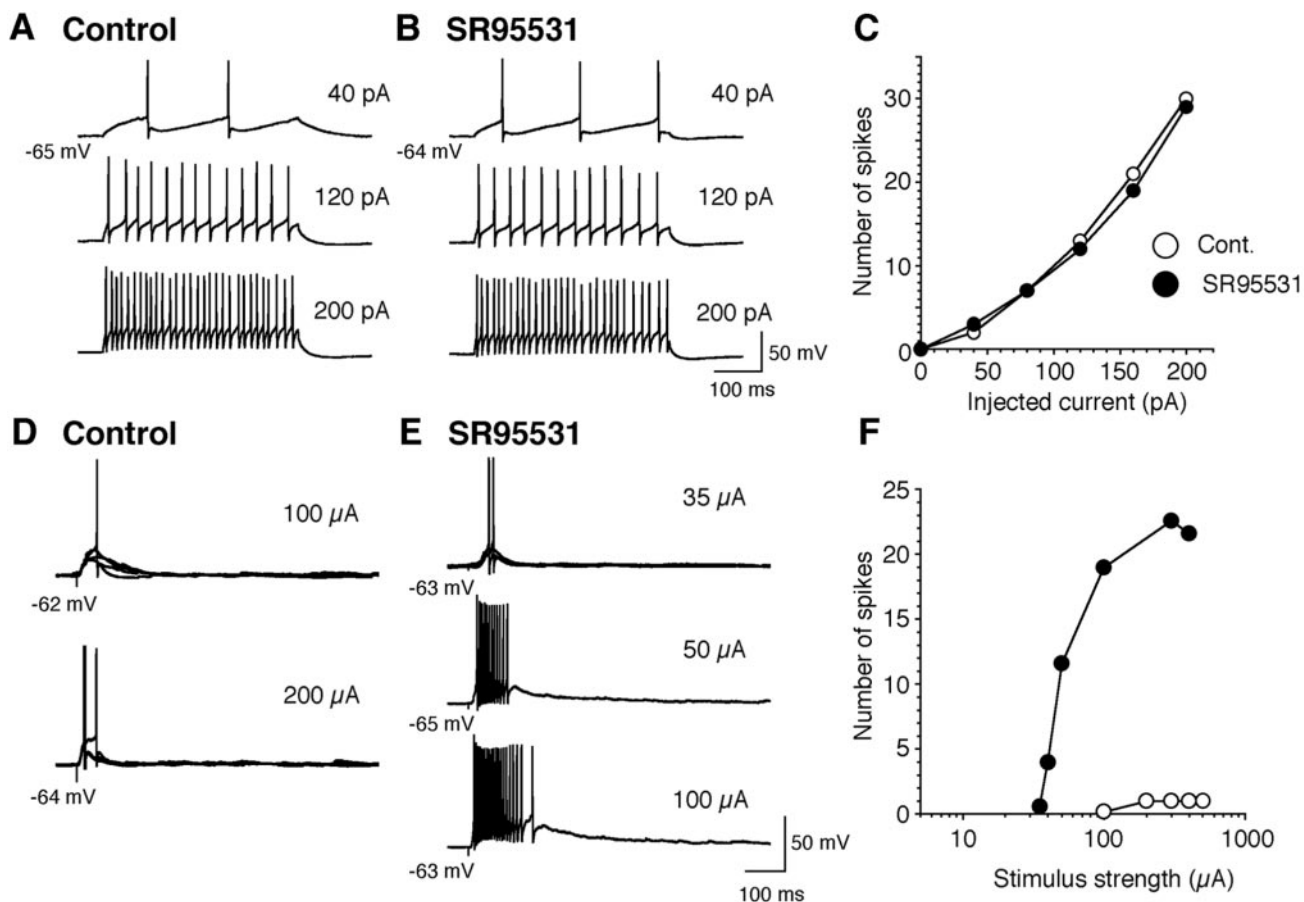 A Control
B SR95531
C
40 pA
40 pA
-65 mV
-64 mV
120 pA
120 pA
200 pA
200 pA
50 mV
100 ms
Number of spikes
30
20
10
0
0
50
100
150
200
Injected current (pA)
Cont.
SR95531
D Control
E SR95531
F
100 µA
-62 mV
200 µA
-64 mV
35 µA
-63 mV
50 µA
-65 mV
100 µA
-63 mV
50 mV
100 ms
Number of spikes
25
20
15
10
5
0
10
100
1000
Stimulus strength (µA)